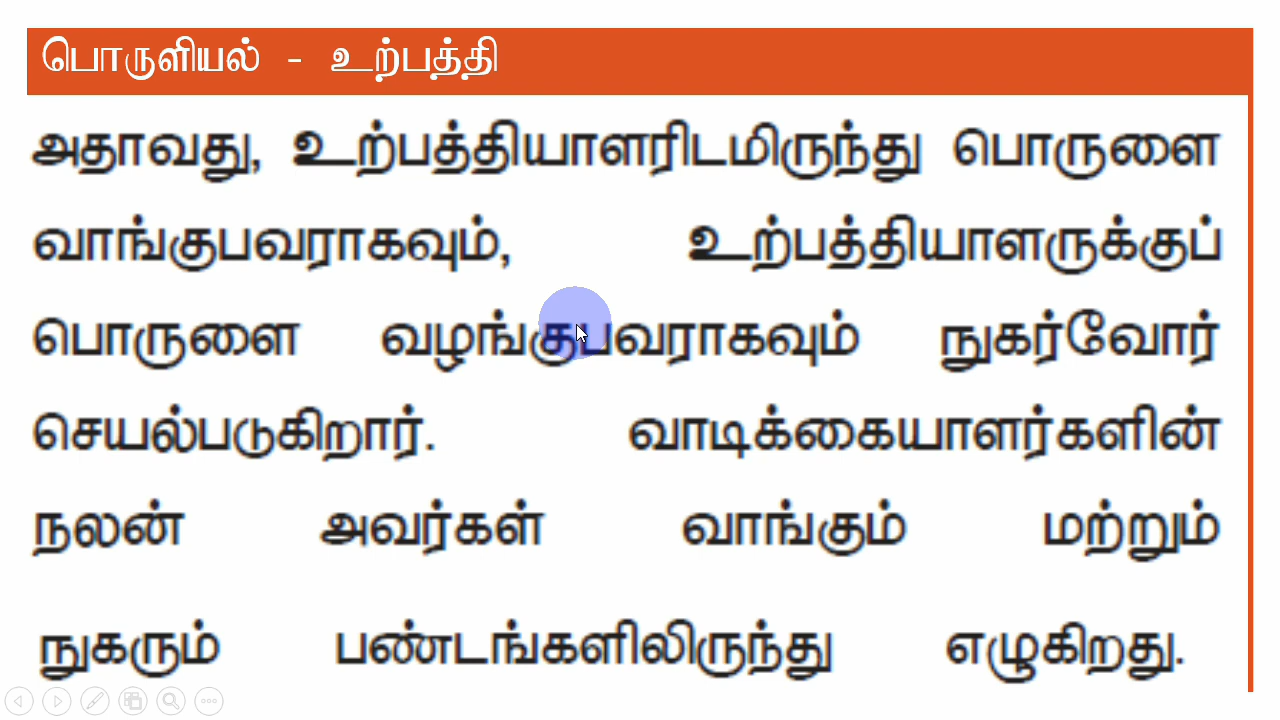 பொருளியல் - உற்பத்தி
அதாவது, உற்பத்தியாளரிடமிருந்து பொருளை
வாங்குபவராகவும், உற்பத்தியாளருக்குப்
பொருளை வழங்குபவராகவும் நுகர்வோர்
செயல்படுகிறார். வாடிக்கையாளர்களின்
நலன் அவர்கள் வாங்கும் மற்றும்
நுகரும் பண்டங்களிலிருந்து எழுகிறது.